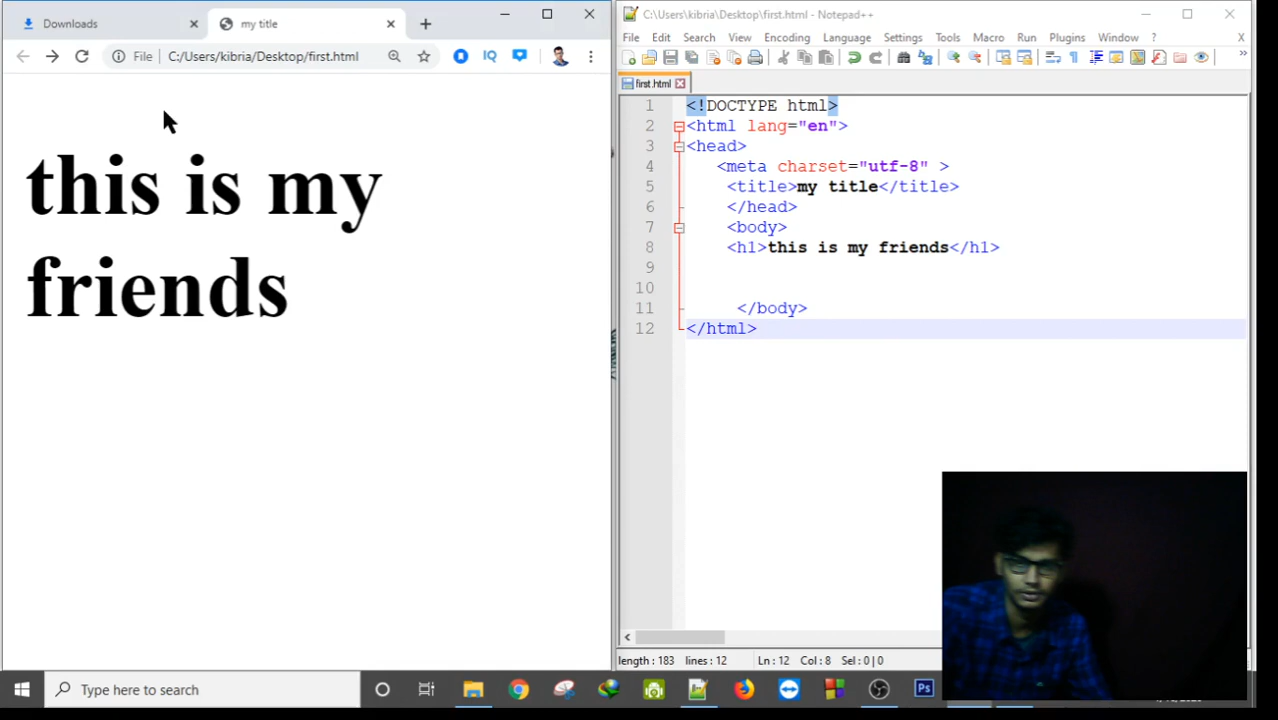 Downloads
my title
File
C:/Users/kibria/Desktop/first.html
this is my
friends
C:\Users\kibria\Desktop\first.html - Notepad++
File Edit Search View Encoding Language Settings Tools Macro Run Plugins Window ? X
first.html
1 <!DOCTYPE html>
2 <html lang="en">
3 <head>
4 <meta charset="utf-8" >
5 <title>my title</title>
6 </head>
7 <body>
8 <h1>this is my friends</h1>
9
10
11 </body>
12 </html>
length : 183 lines : 12 Ln : 12 Col : 8 Sel : 0 | 0
Type here to search
Ps